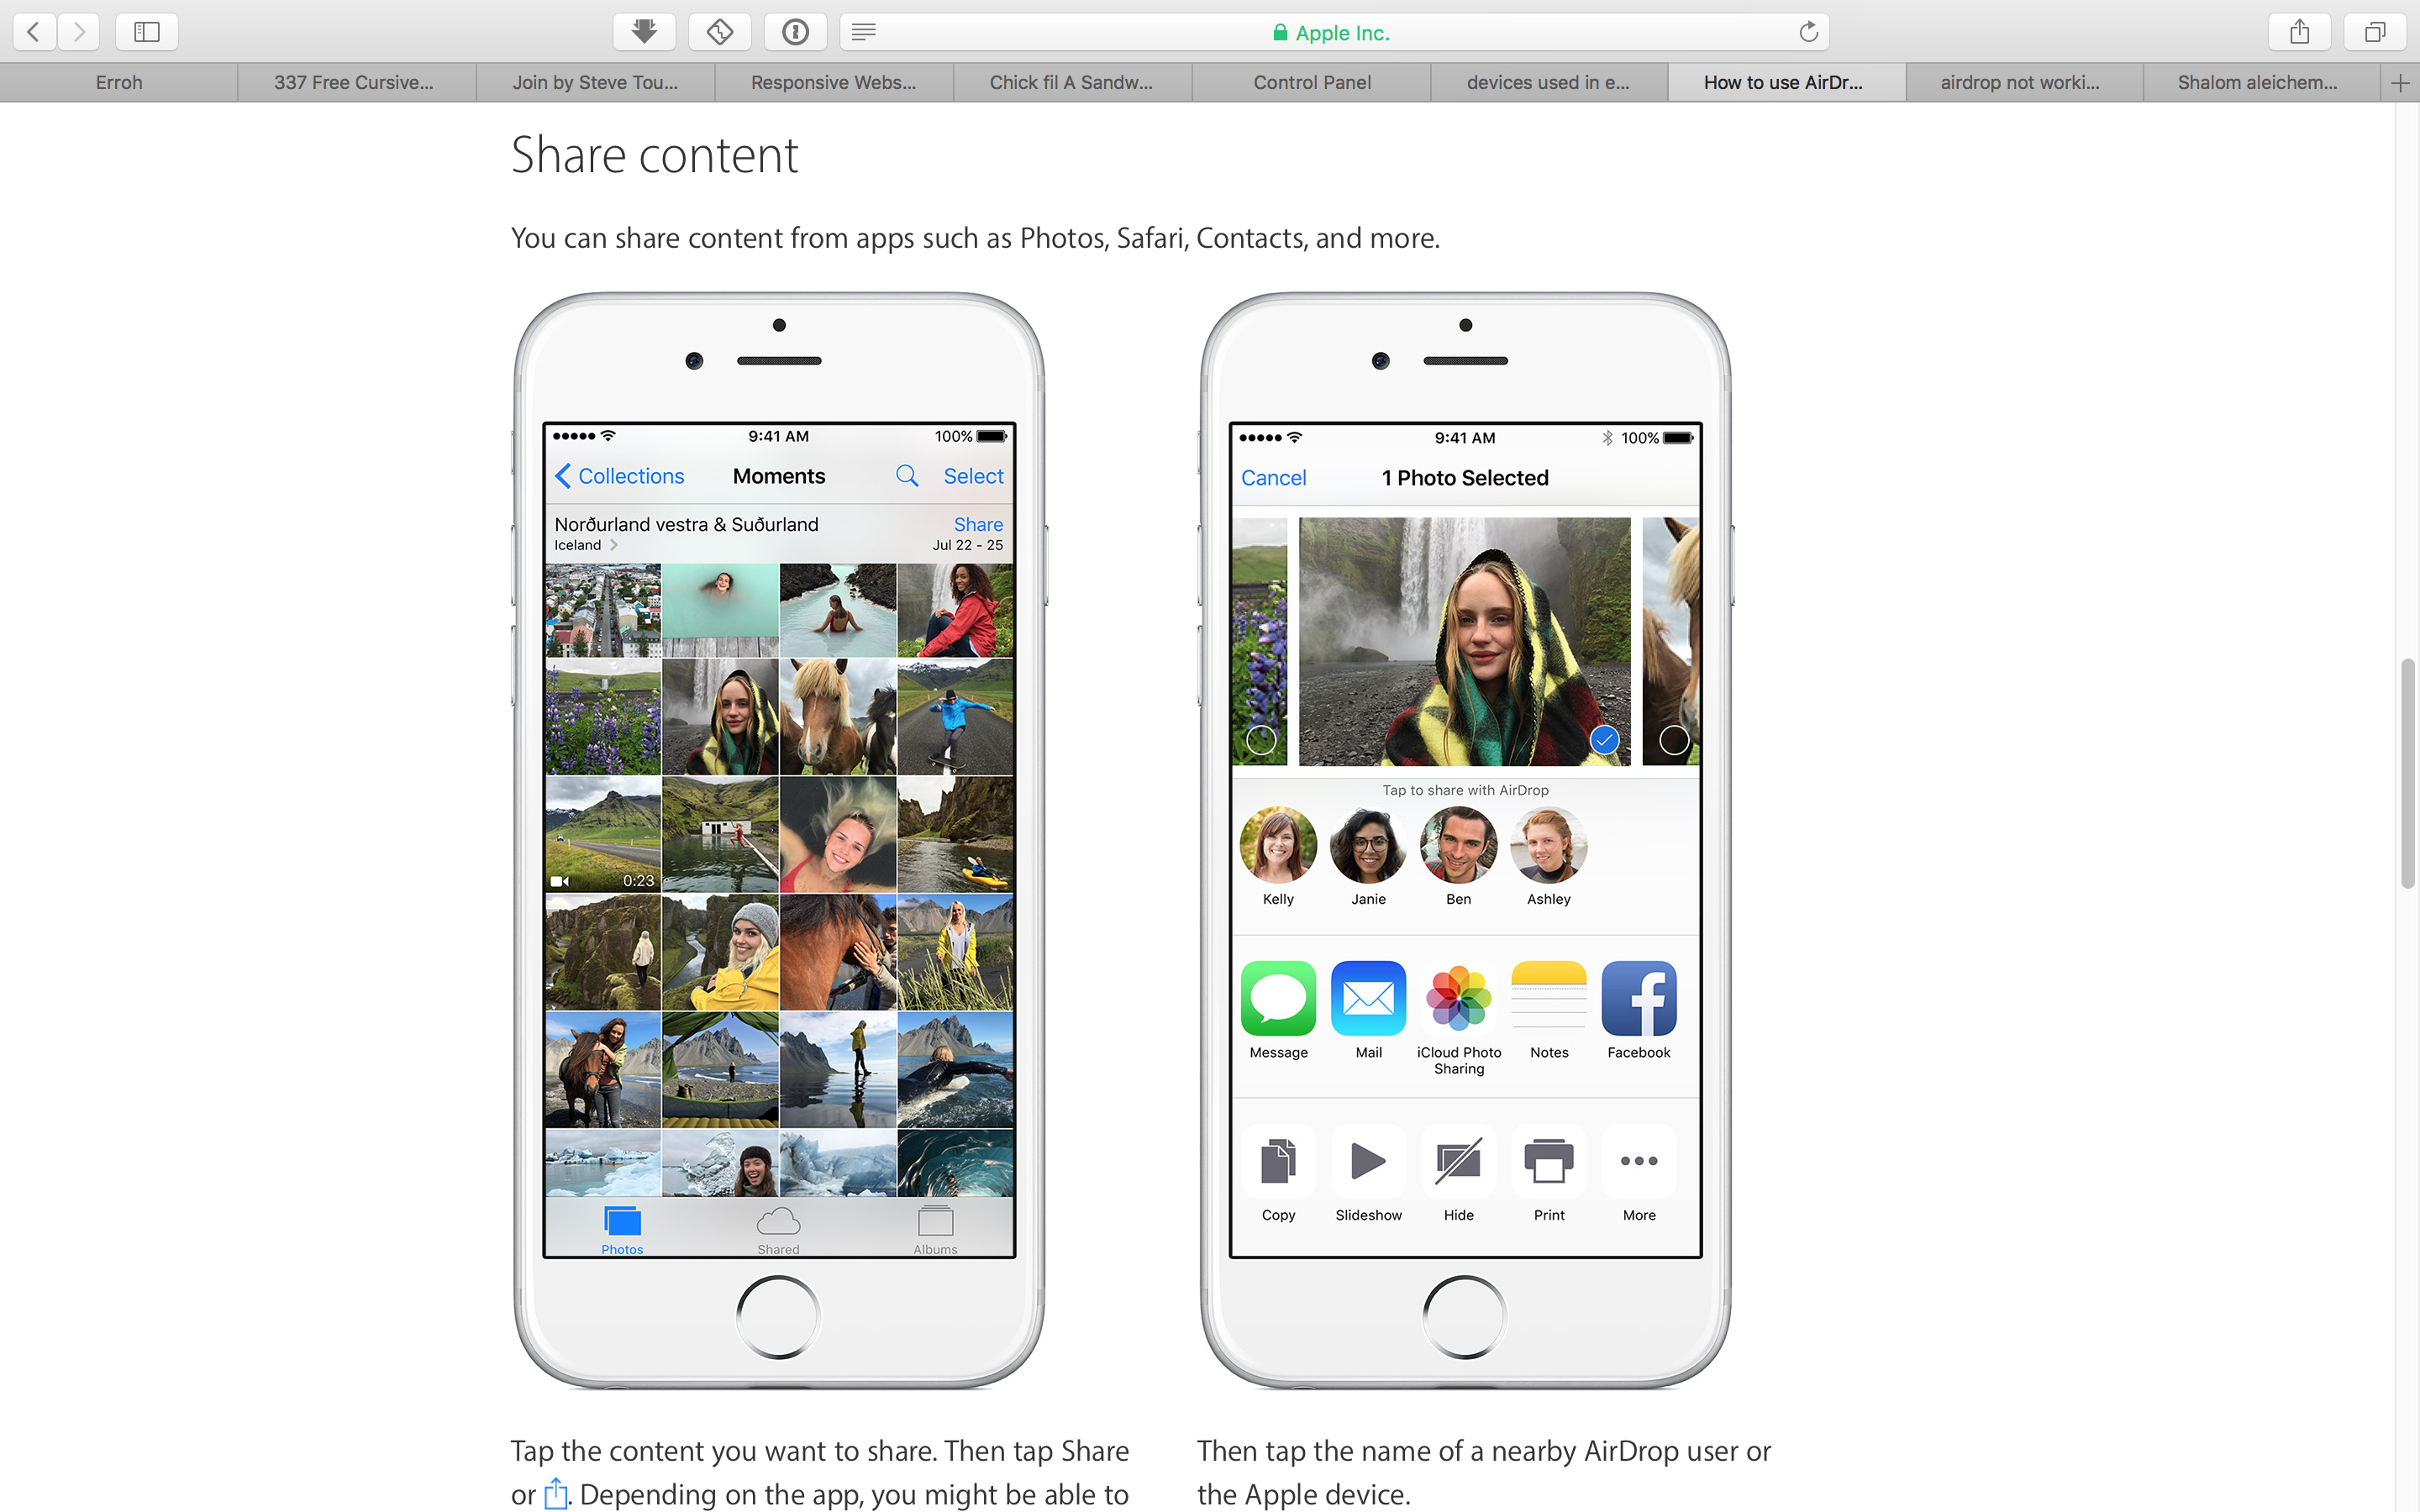 Apple Inc.
Erroh
337 Free Cursive...
Join by Steve Tou...
Responsive Webs...
Chick fil A Sandw...
Control Panel
devices used in e...
How to use AirDr...
airdrop not worki...
Shalom aleichem...
Share content
You can share content from apps such as Photos, Safari, Contacts, and more.
9:41 AM 100%
Collections Moments Select
Norðurland vestra & Suðurland Share
Iceland Jul 22 - 25
0:23
Photos Shared Albums
9:41 AM 100%
Cancel 1 Photo Selected
Tap to share with AirDrop
Kelly Janie Ben Ashley
Message Mail iCloud Photo Sharing Notes Facebook
Copy Slideshow Hide Print More
Tap the content you want to share. Then tap Share
or . Depending on the app, you might be able to
Then tap the name of a nearby AirDrop user or
the Apple device.